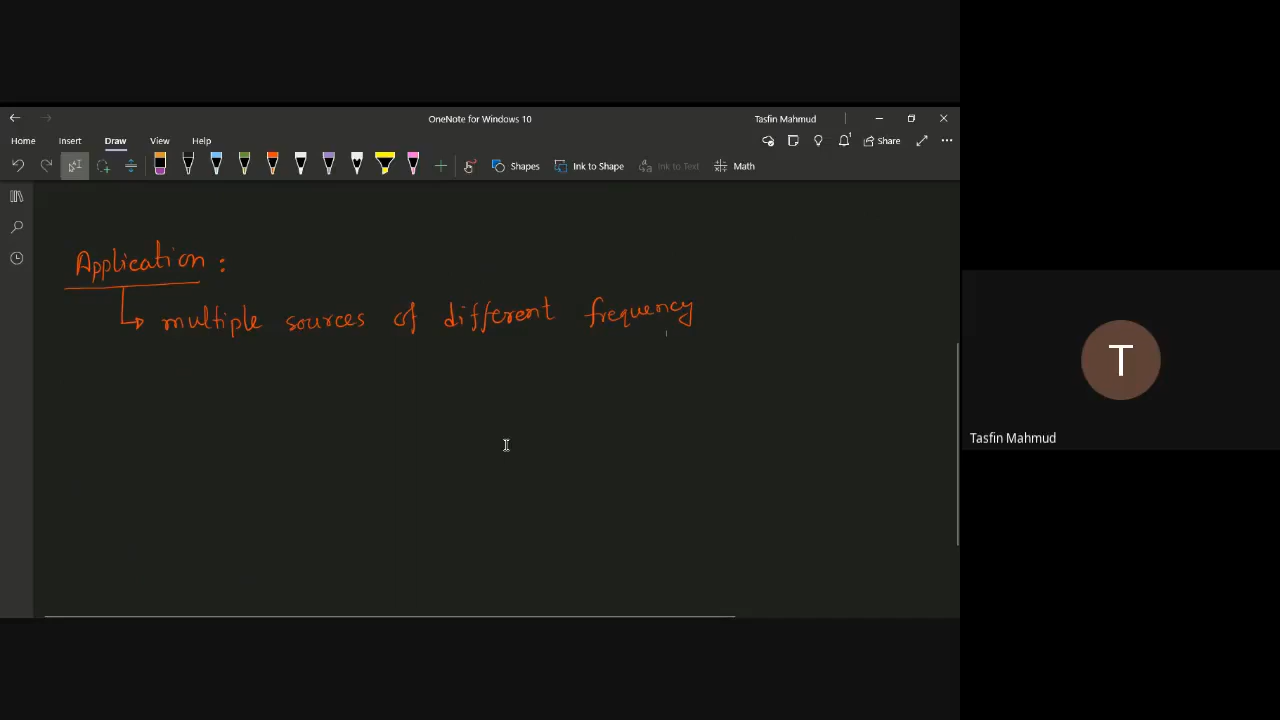 OneNote for Windows 10
Tasfin Mahmud
Home Insert Draw View Help
Share
Shapes Ink to Shape Ink to Text Math
Application :
multiple sources of different frequency
T
Tasfin Mahmud